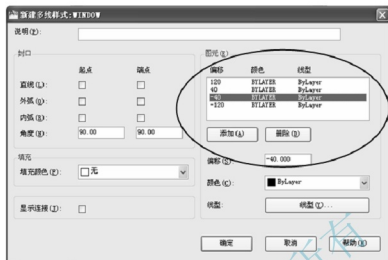 新建多线样式:WINDOW
说明(P):
封口
起点 端点
直线(L):
外弧(O):
内弧(R):
角度(N): 90.00 90.00
填充
填充颜色(F): 无
显示连接(J):
图元(E)
偏移 颜色 线型
120 BYLAYER ByLayer
40 BYLAYER ByLayer
-40 BYLAYER ByLayer
-120 BYLAYER ByLayer
添加(A) 删除(D)
偏移(S): -40.000
颜色(C): ByLayer
线型: 线型(Y)...
确定 取消 帮助(H)